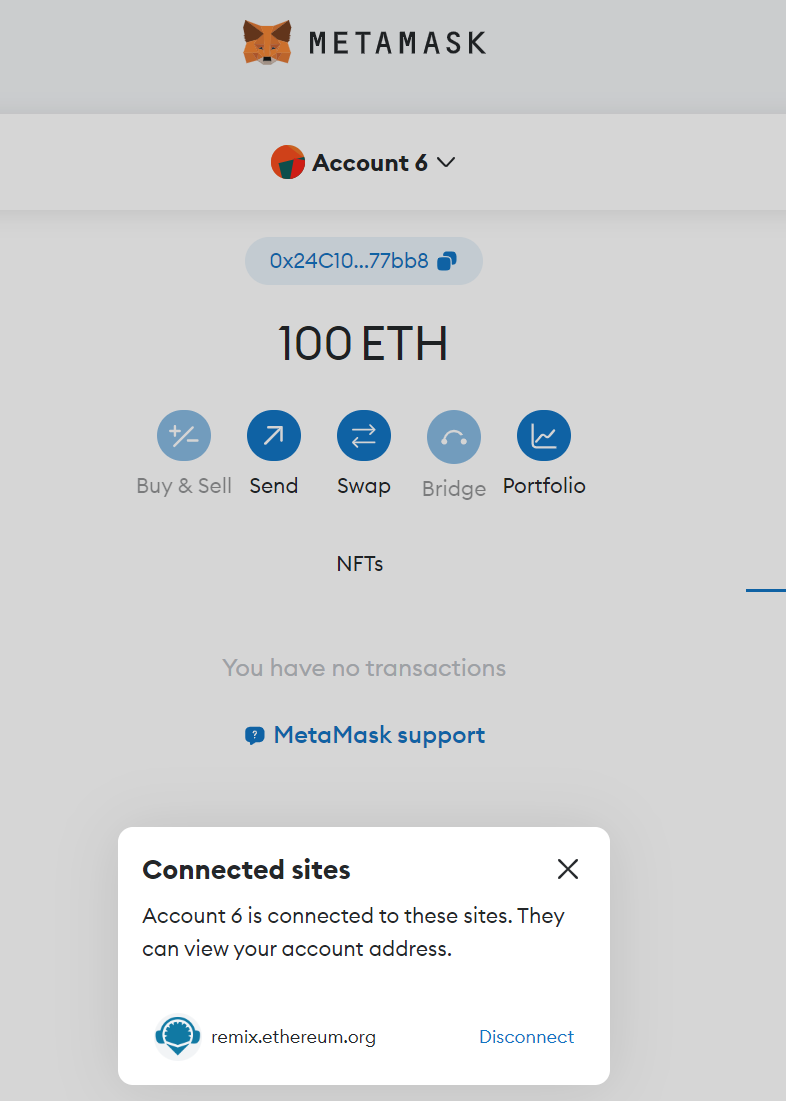 METAMASK
Account 6
0x24C10...77bb8
100 ETH
Buy & Sell Send Swap Bridge Portfolio
NFTs
You have no transactions
MetaMask support
Connected sites
Account 6 is connected to these sites. They
can view your account address.
remix.ethereum.org Disconnect